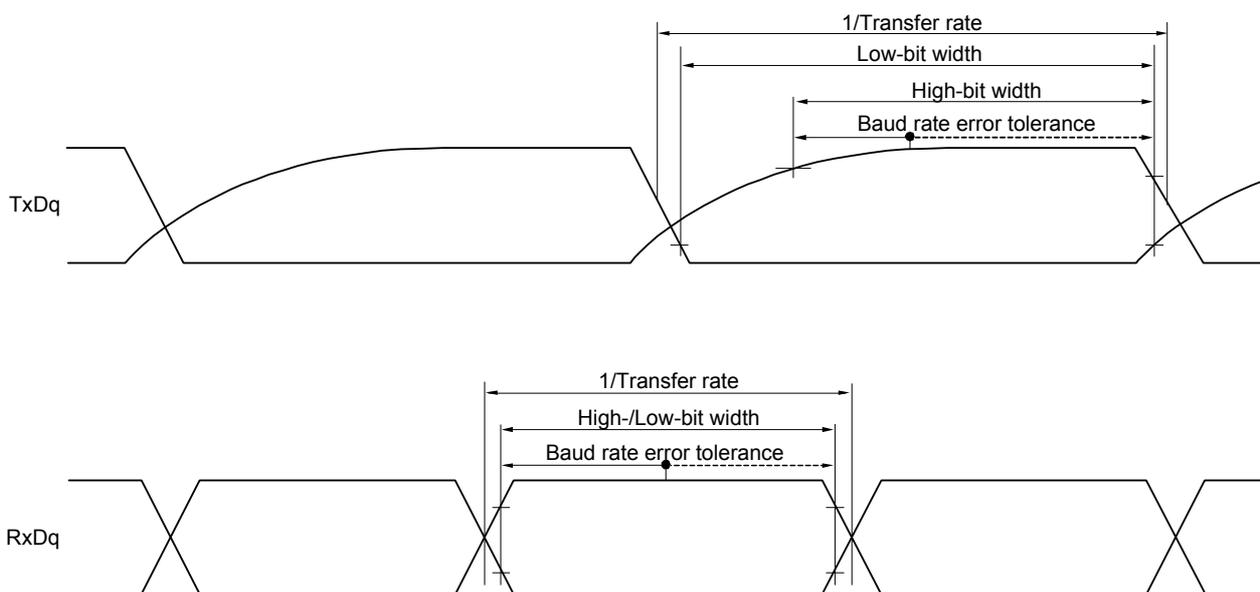 1/Transfer rate
Low-bit width
High-bit width
Baud rate error tolerance
TxDq
1/Transfer rate
High-/Low-bit width
Baud rate error tolerance
RxDq